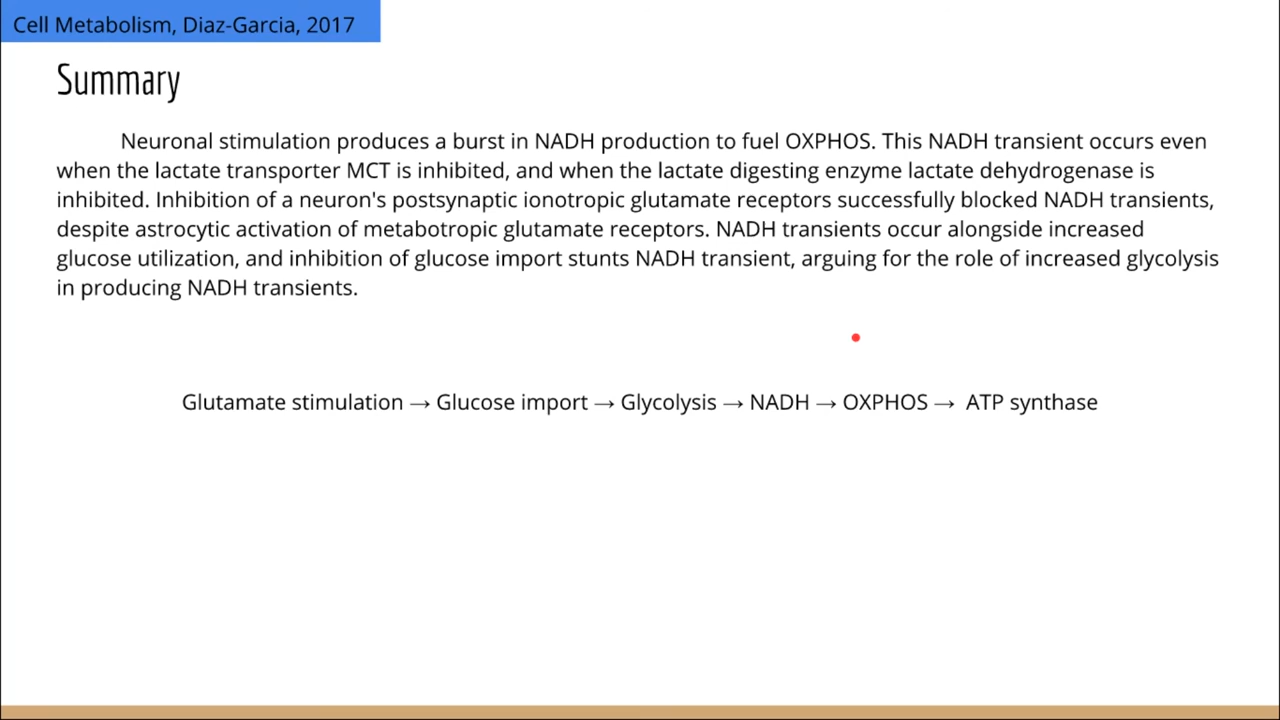 Cell Metabolism, Diaz-Garcia, 2017
Summary
Neuronal stimulation produces a burst in NADH production to fuel OXPHOS. This NADH transient occurs even
when the lactate transporter MCT is inhibited, and when the lactate digesting enzyme lactate dehydrogenase is
inhibited. Inhibition of a neuron's postsynaptic ionotropic glutamate receptors successfully blocked NADH transients,
despite astrocytic activation of metabotropic glutamate receptors. NADH transients occur alongside increased
glucose utilization, and inhibition of glucose import stunts NADH transient, arguing for the role of increased glycolysis
in producing NADH transients.
Glutamate stimulation → Glucose import → Glycolysis → NADH → OXPHOS → ATP synthase